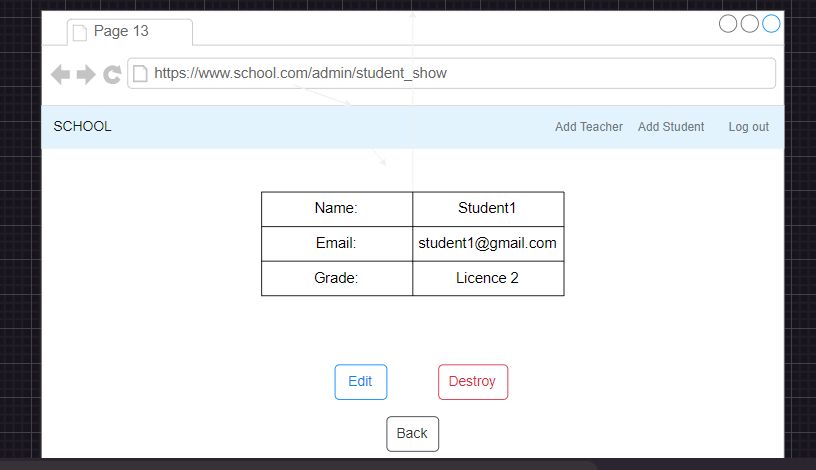 Page 13
https://www.school.com/admin/student_show
SCHOOL Add Teacher Add Student Log out
Name: Student1
Email: student1@gmail.com
Grade: Licence 2
Edit Destroy
Back